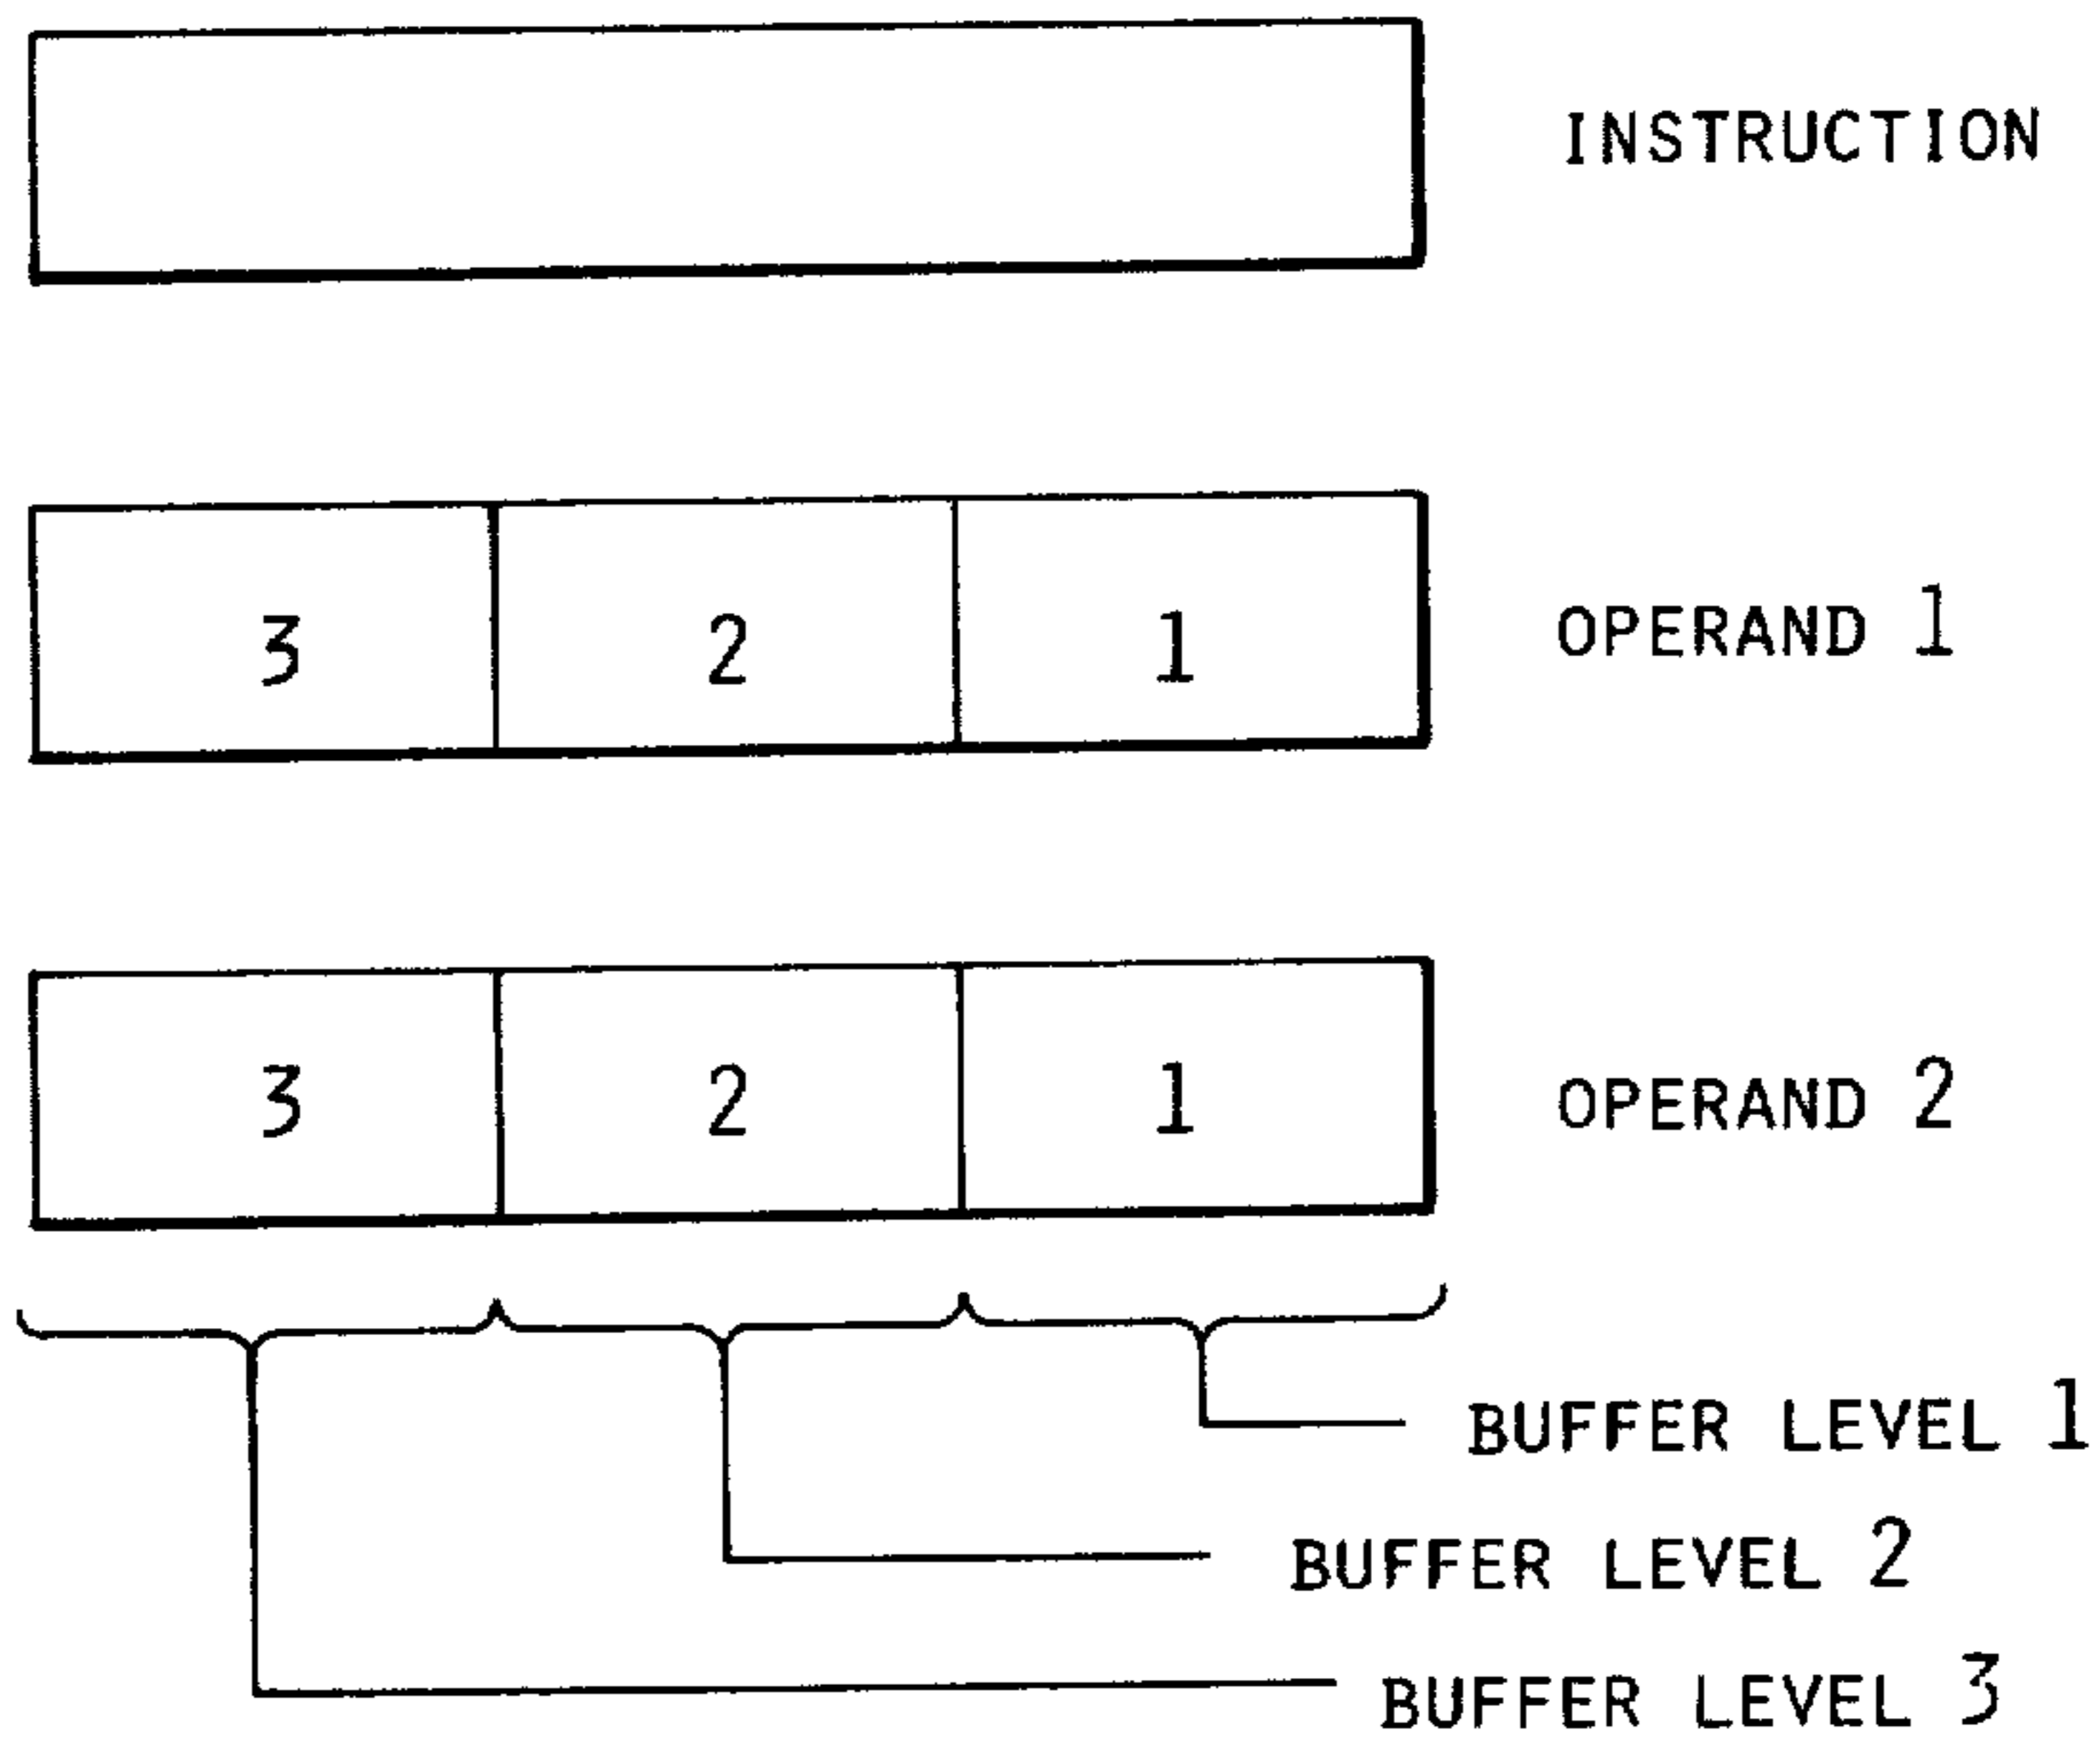 INSTRUCTION
3 2 1 OPERAND 1
3 2 1 OPERAND 2
BUFFER LEVEL 1
BUFFER LEVEL 2
BUFFER LEVEL 3